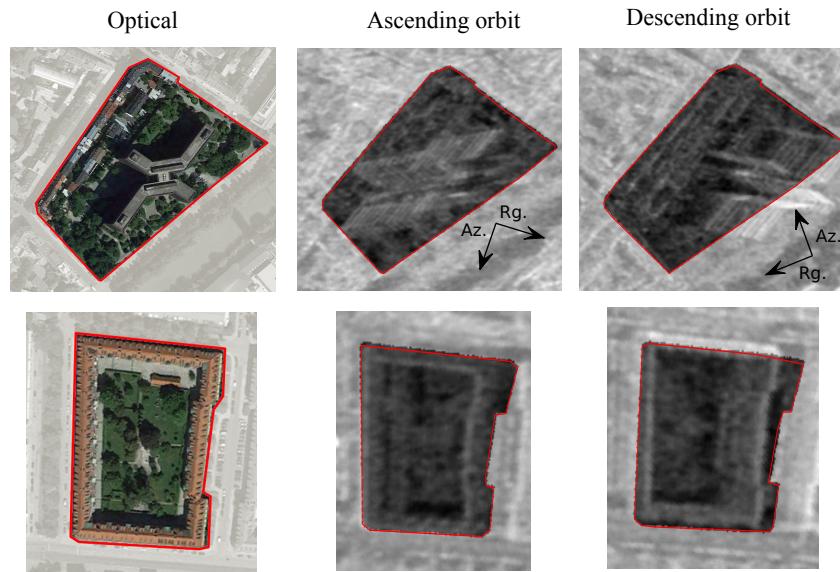 Optical
Ascending orbit
Descending orbit
Rg.
Az.
Az.
Rg.